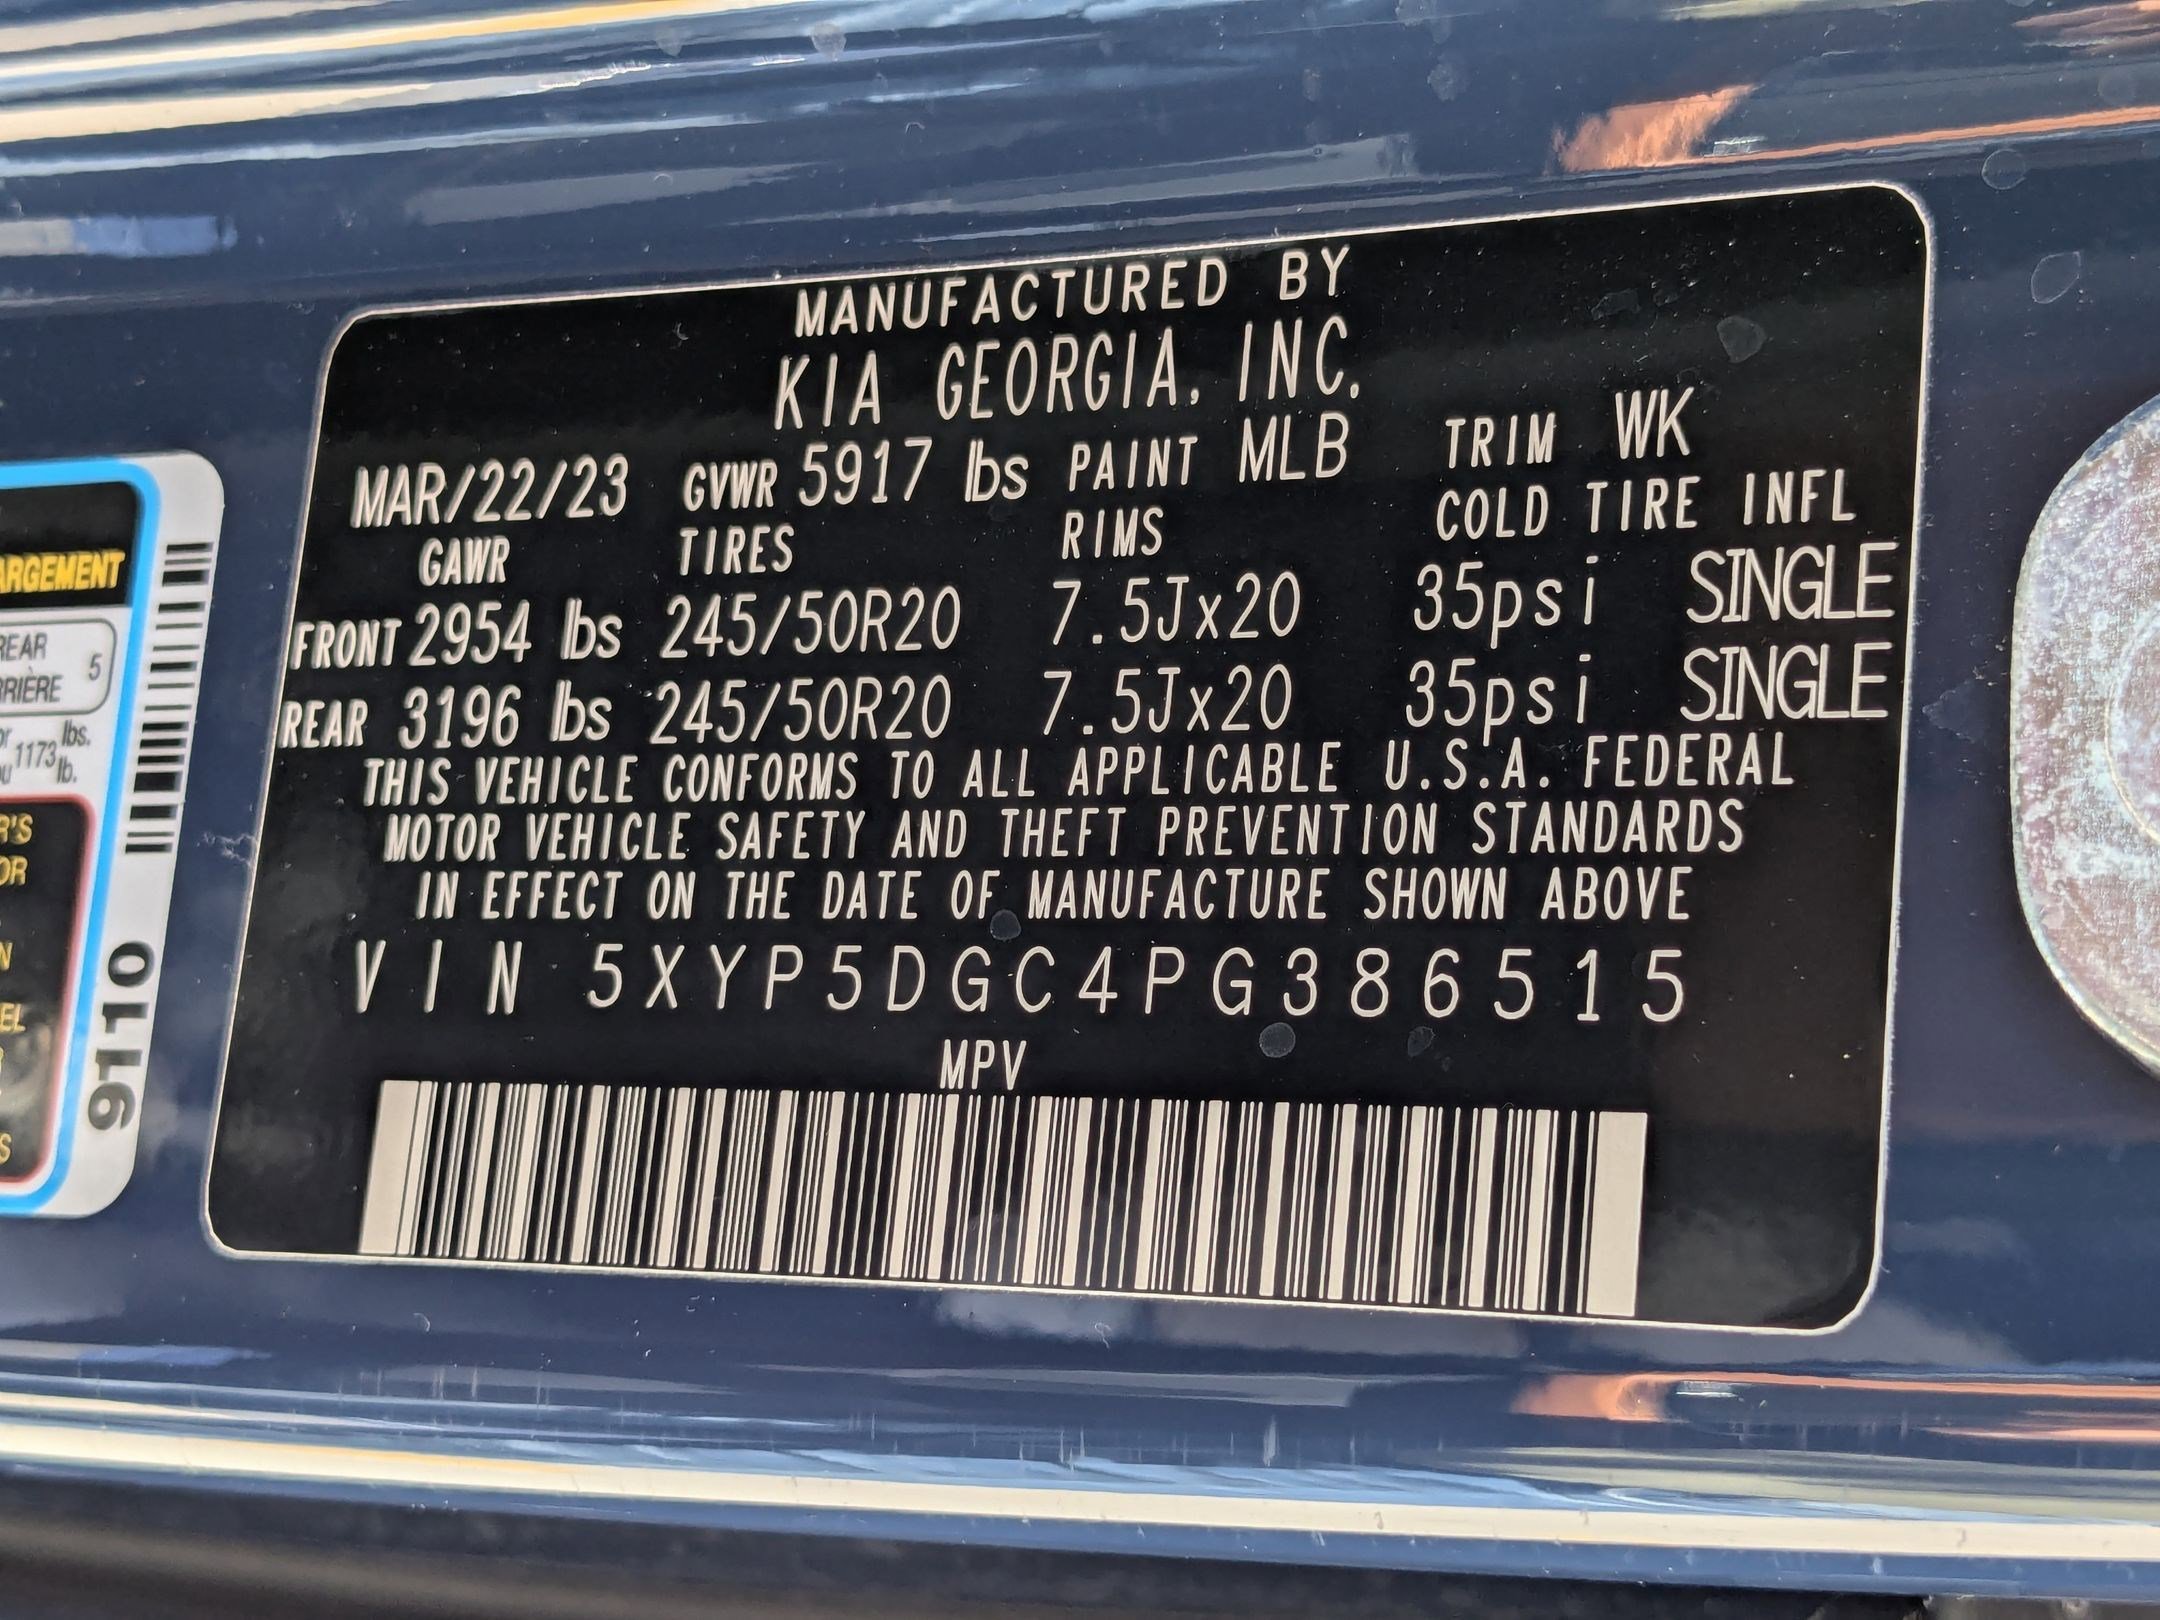 MANUFACTURED BY
KIA GEORGIA, INC.
MAR/22/23 GVWR 5917 lbs PAINT MLB TRIM WK
GAWR TIRES RIMS COLD TIRE INFL
FRONT 2954 lbs 245/50R20 7.5Jx20 35psi SINGLE
REAR 3196 lbs 245/50R20 7.5Jx20 35psi SINGLE
THIS VEHICLE CONFORMS TO ALL APPLICABLE U.S.A. FEDERAL
MOTOR VEHICLE SAFETY AND THEFT PREVENTION STANDARDS
IN EFFECT ON THE DATE OF MANUFACTURE SHOWN ABOVE
VIN 5XYP5DGC4PG386515
MPV
REAR 5
1173 lbs.
lb.
9110